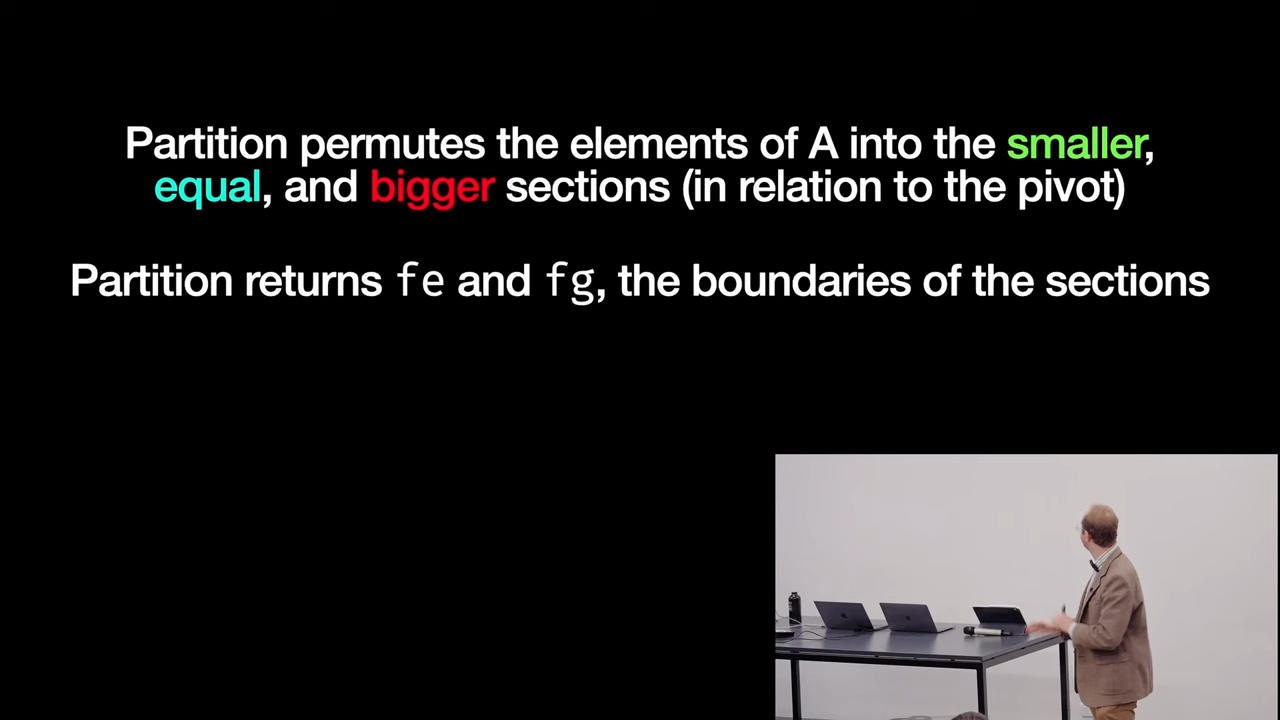 Partition permutes the elements of A into the smaller,
equal, and bigger sections (in relation to the pivot)
Partition returns fe and fg, the boundaries of the sections